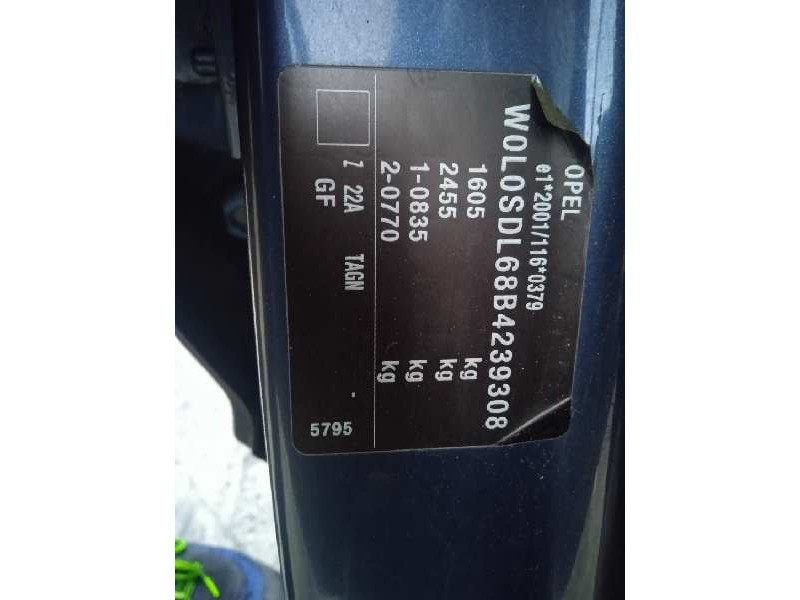 OPEL
e1*2001/116*0379
W0L0SDL68B4239308
1605 kg
2455 kg
1-0835 kg
2-0770 kg
Z 22A TAGN -
GF
5795